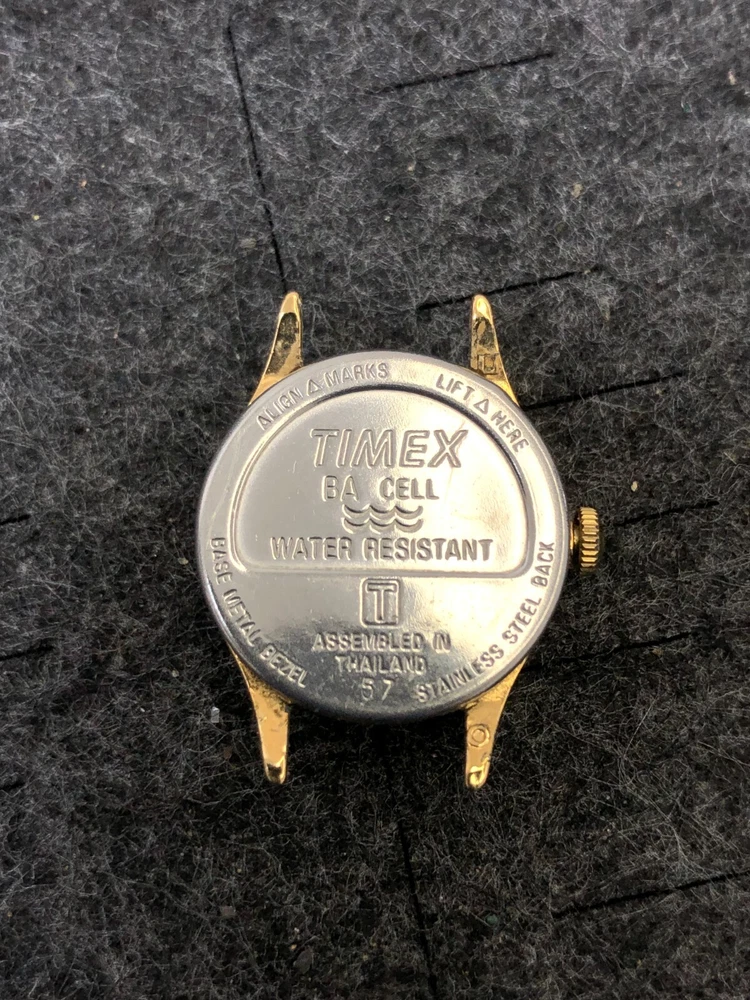 ALIGN △ MARKS
LIFT △ HERE
TIMEX
BA CELL
WATER RESISTANT
T
ASSEMBLED IN
THAILAND
57
BASE METAL BEZEL
STAINLESS STEEL BACK